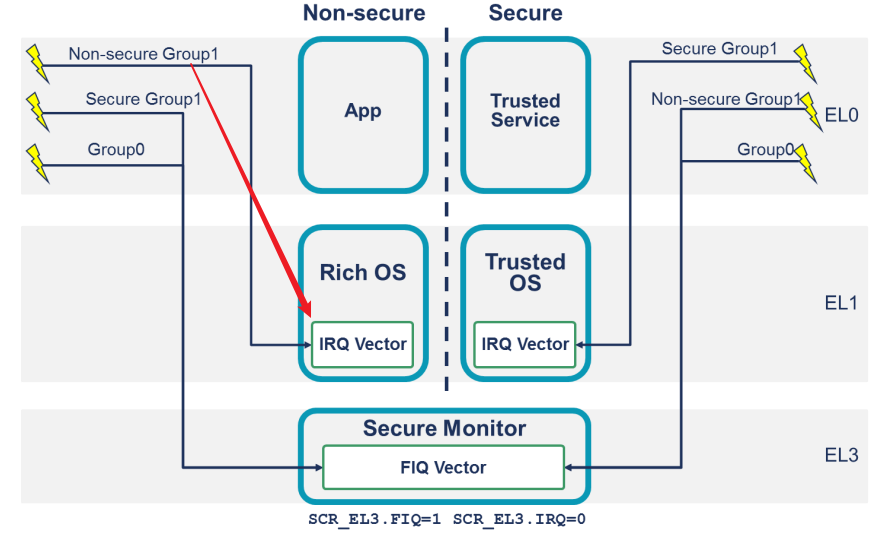 Non-secure
Secure
Non-secure Group1
Secure Group1
Group0
App
Trusted
Service
Secure Group1
Non-secure Group1
Group0
EL0
Rich OS
IRQ Vector
Trusted
OS
IRQ Vector
EL1
Secure Monitor
FIQ Vector
EL3
SCR_EL3.FIQ=1 SCR_EL3.IRQ=0